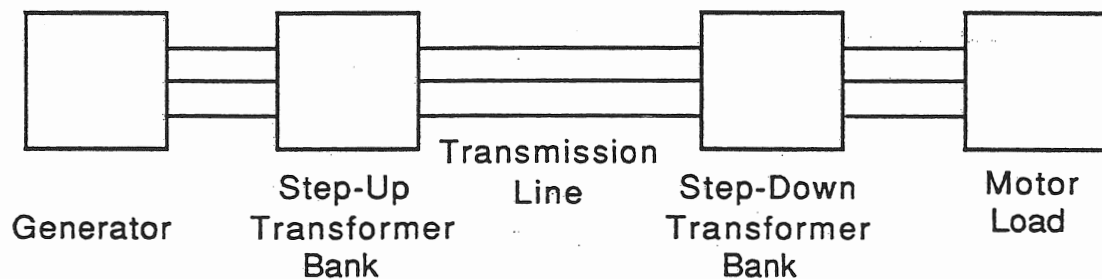 Generator
Step-Up
Transformer
Bank
Transmission
Line
Step-Down
Transformer
Bank
Motor
Load